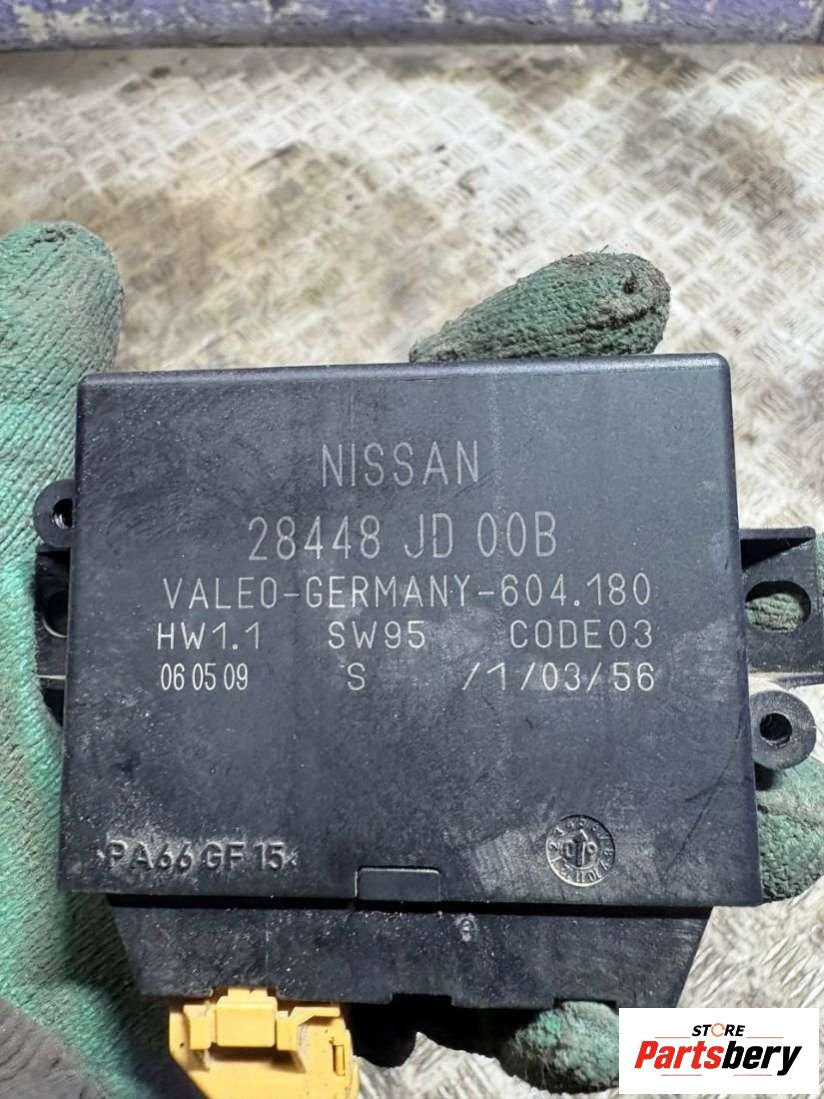 NISSAN
28448 JD 00B
VALEO-GERMANY-604.180
HW1.1 SW95 CODE03
06 05 09 S /1/03/56
>PA66 GF 15<
STORE
Partsbery